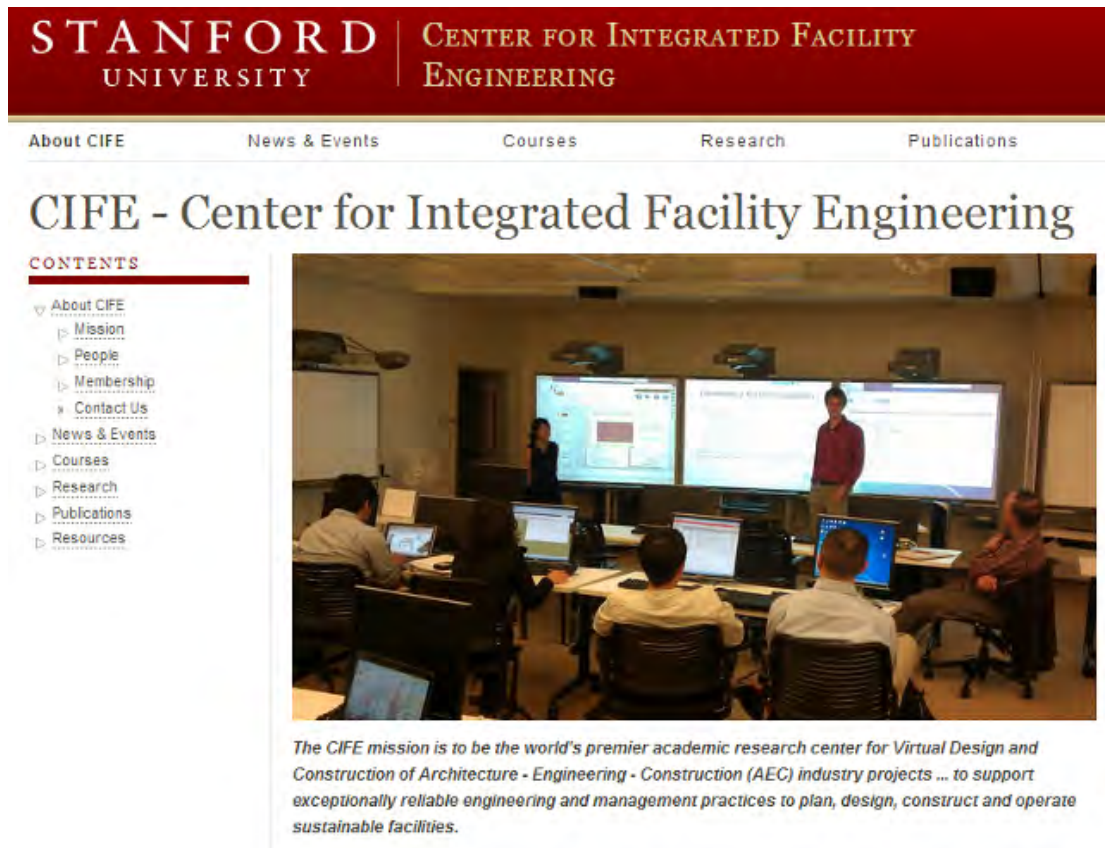 STANFORD
UNIVERSITY
CENTER FOR INTEGRATED FACILITY
ENGINEERING
About CIFE
News & Events
Courses
Research
Publications
CIFE - Center for Integrated Facility Engineering
CONTENTS
About CIFE
Mission
People
Membership
Contact Us
News & Events
Courses
Research
Publications
Resources
The CIFE mission is to be the world's premier academic research center for Virtual Design and
Construction of Architecture - Engineering - Construction (AEC) industry projects ... to support
exceptionally reliable engineering and management practices to plan, design, construct and operate
sustainable facilities.